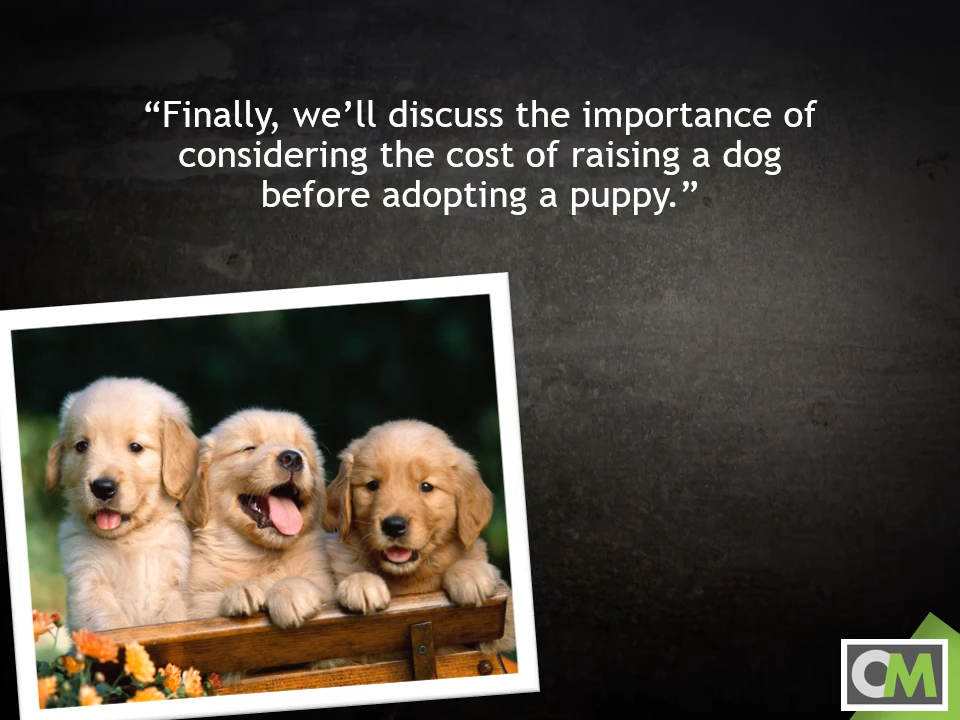 “Finally, we’ll discuss the importance of
considering the cost of raising a dog
before adopting a puppy.”
CM